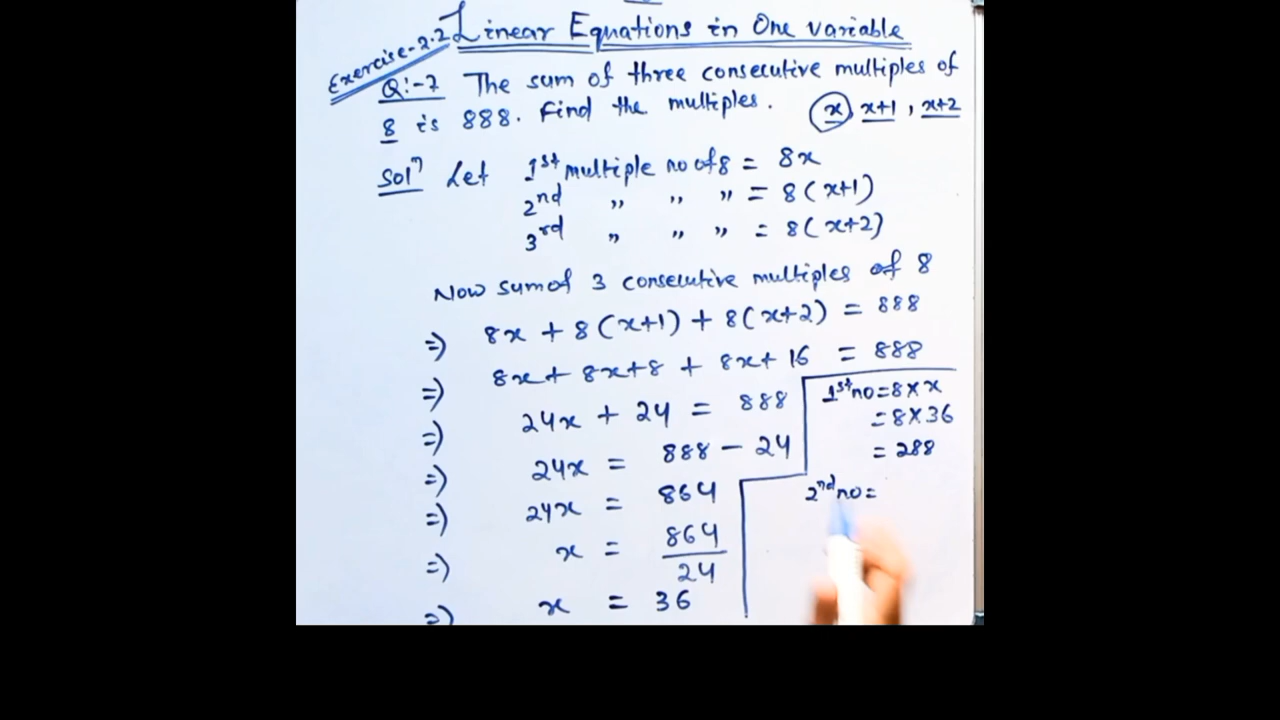 Exercise-2.2 Linear Equations in One variable
Q:-7 The sum of three consecutive multiples of
8 is 888. Find the multiples. x, x+1, x+2
Solⁿ Let 1st multiple no of 8 = 8x
2nd " " " = 8(x+1)
3rd " " " = 8(x+2)
Now sum of 3 consecutive multiples of 8
=) 8x + 8(x+1) + 8(x+2) = 888
=) 8x+ 8x+8 + 8x+ 16 = 888
=) 24x + 24 = 888
=) 24x = 888 - 24
=) 24x = 864
=) x = 864/24
=) x = 36
1st no = 8 × x
= 8 × 36
= 288
2nd no =